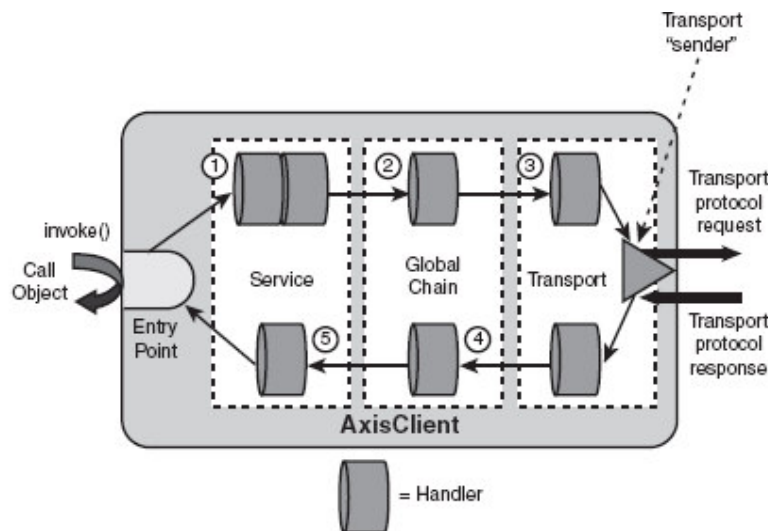 Transport
"sender"
1
2
3
Transport
protocol
request
invoke()
Call
Object
Service
Global
Chain
Transport
Entry
Point
5
4
Transport
protocol
response
AxisClient
= Handler